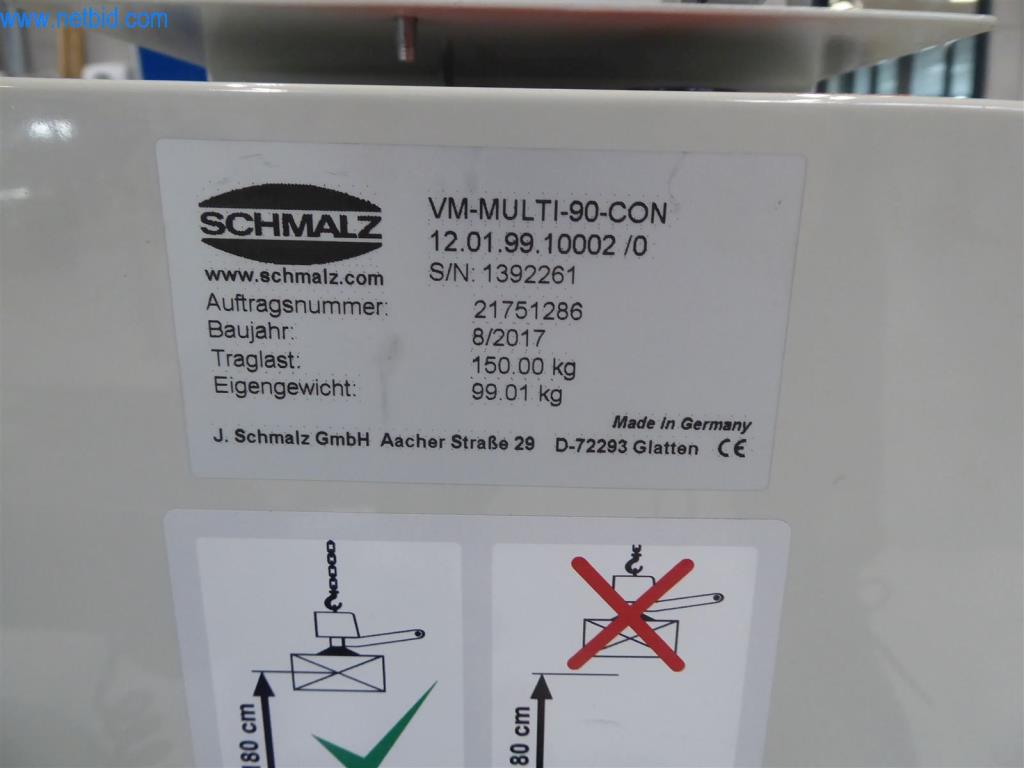 www.netbid.com
SCHMALZ
www.schmalz.com
VM-MULTI-90-CON
12.01.99.10002 /0
S/N: 1392261
Auftragsnummer: 21751286
Baujahr: 8/2017
Traglast: 150.00 kg
Eigengewicht: 99.01 kg
Made in Germany
J. Schmalz GmbH Aacher Straße 29 D-72293 Glatten CE
180 cm
80 cm